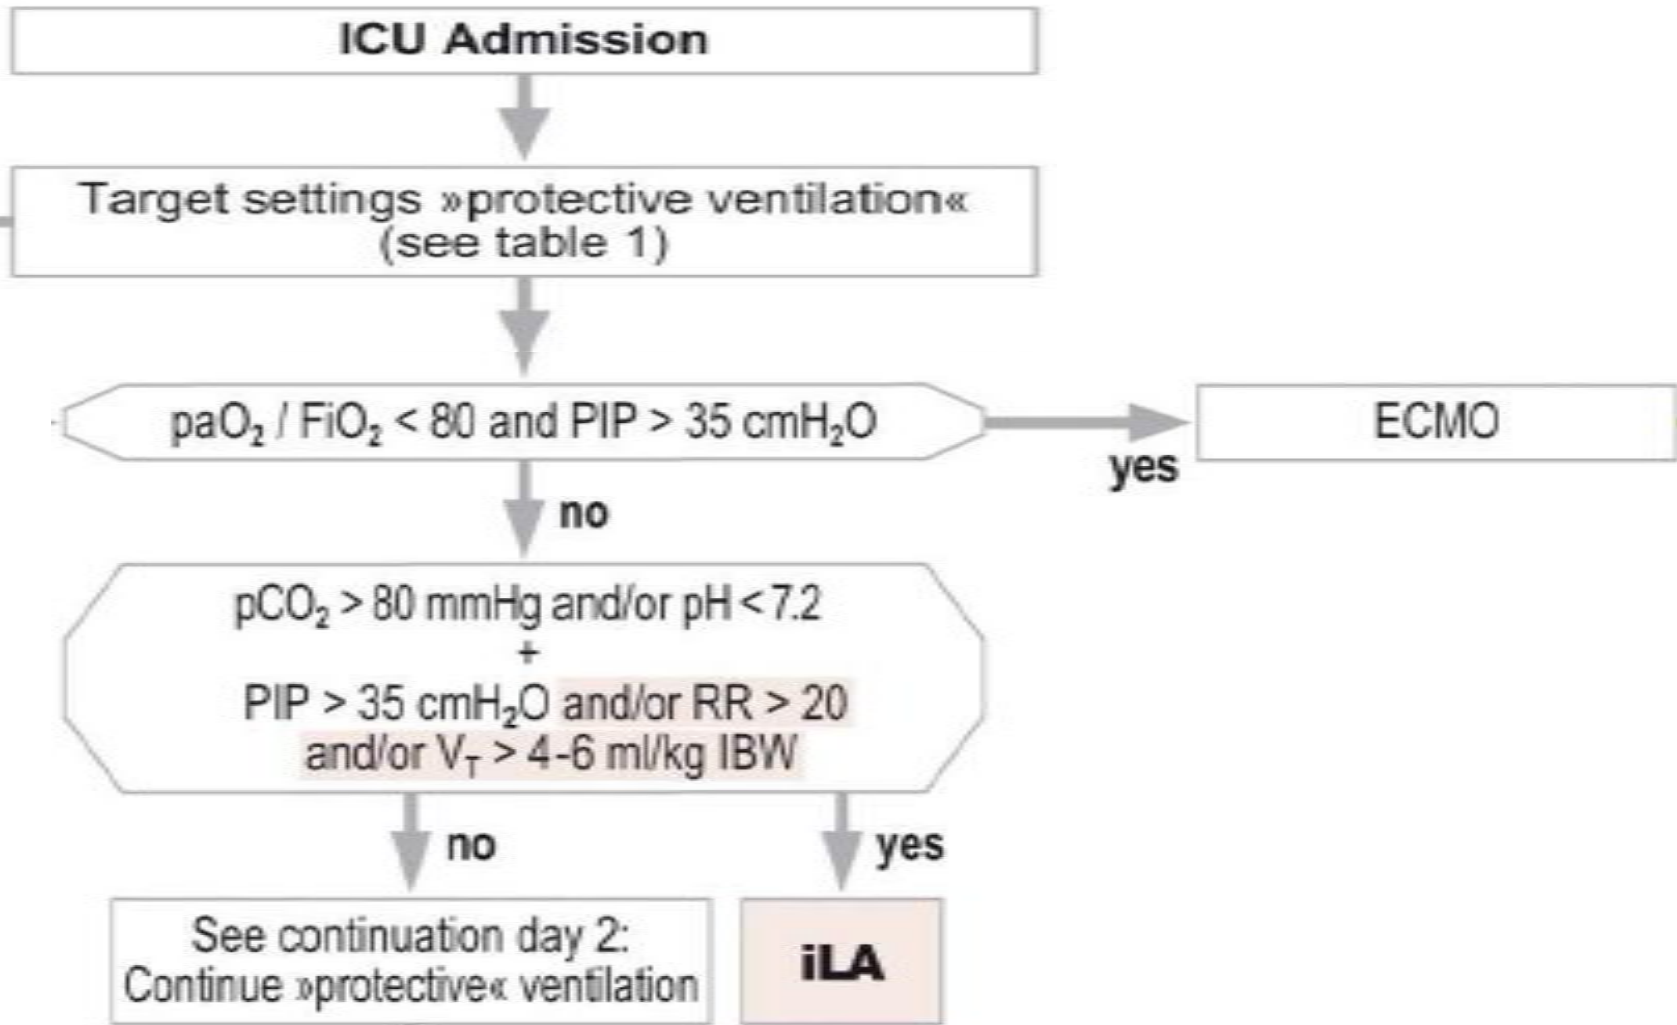 ICU Admission
Target settings »protective ventilation«
(see table 1)
paO₂ / FiO₂ < 80 and PIP > 35 cmH₂O
ECMO
yes
no
pCO₂ > 80 mmHg and/or pH < 7.2
+
PIP > 35 cmH₂O and/or RR > 20
and/or V_T > 4-6 ml/kg IBW
no
yes
See continuation day 2:
Continue »protective« ventilation
iLA